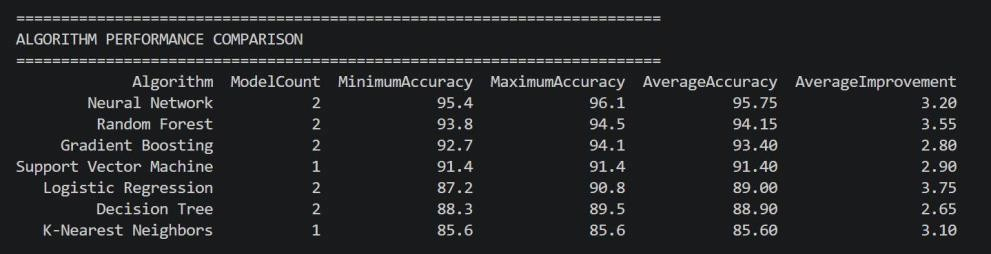 ========================================================================
ALGORITHM PERFORMANCE COMPARISON
========================================================================
Algorithm ModelCount MinimumAccuracy MaximumAccuracy AverageAccuracy AverageImprovement
Neural Network 2 95.4 96.1 95.75 3.20
Random Forest 2 93.8 94.5 94.15 3.55
Gradient Boosting 2 92.7 94.1 93.40 2.80
Support Vector Machine 1 91.4 91.4 91.40 2.90
Logistic Regression 2 87.2 90.8 89.00 3.75
Decision Tree 2 88.3 89.5 88.90 2.65
K-Nearest Neighbors 1 85.6 85.6 85.60 3.10